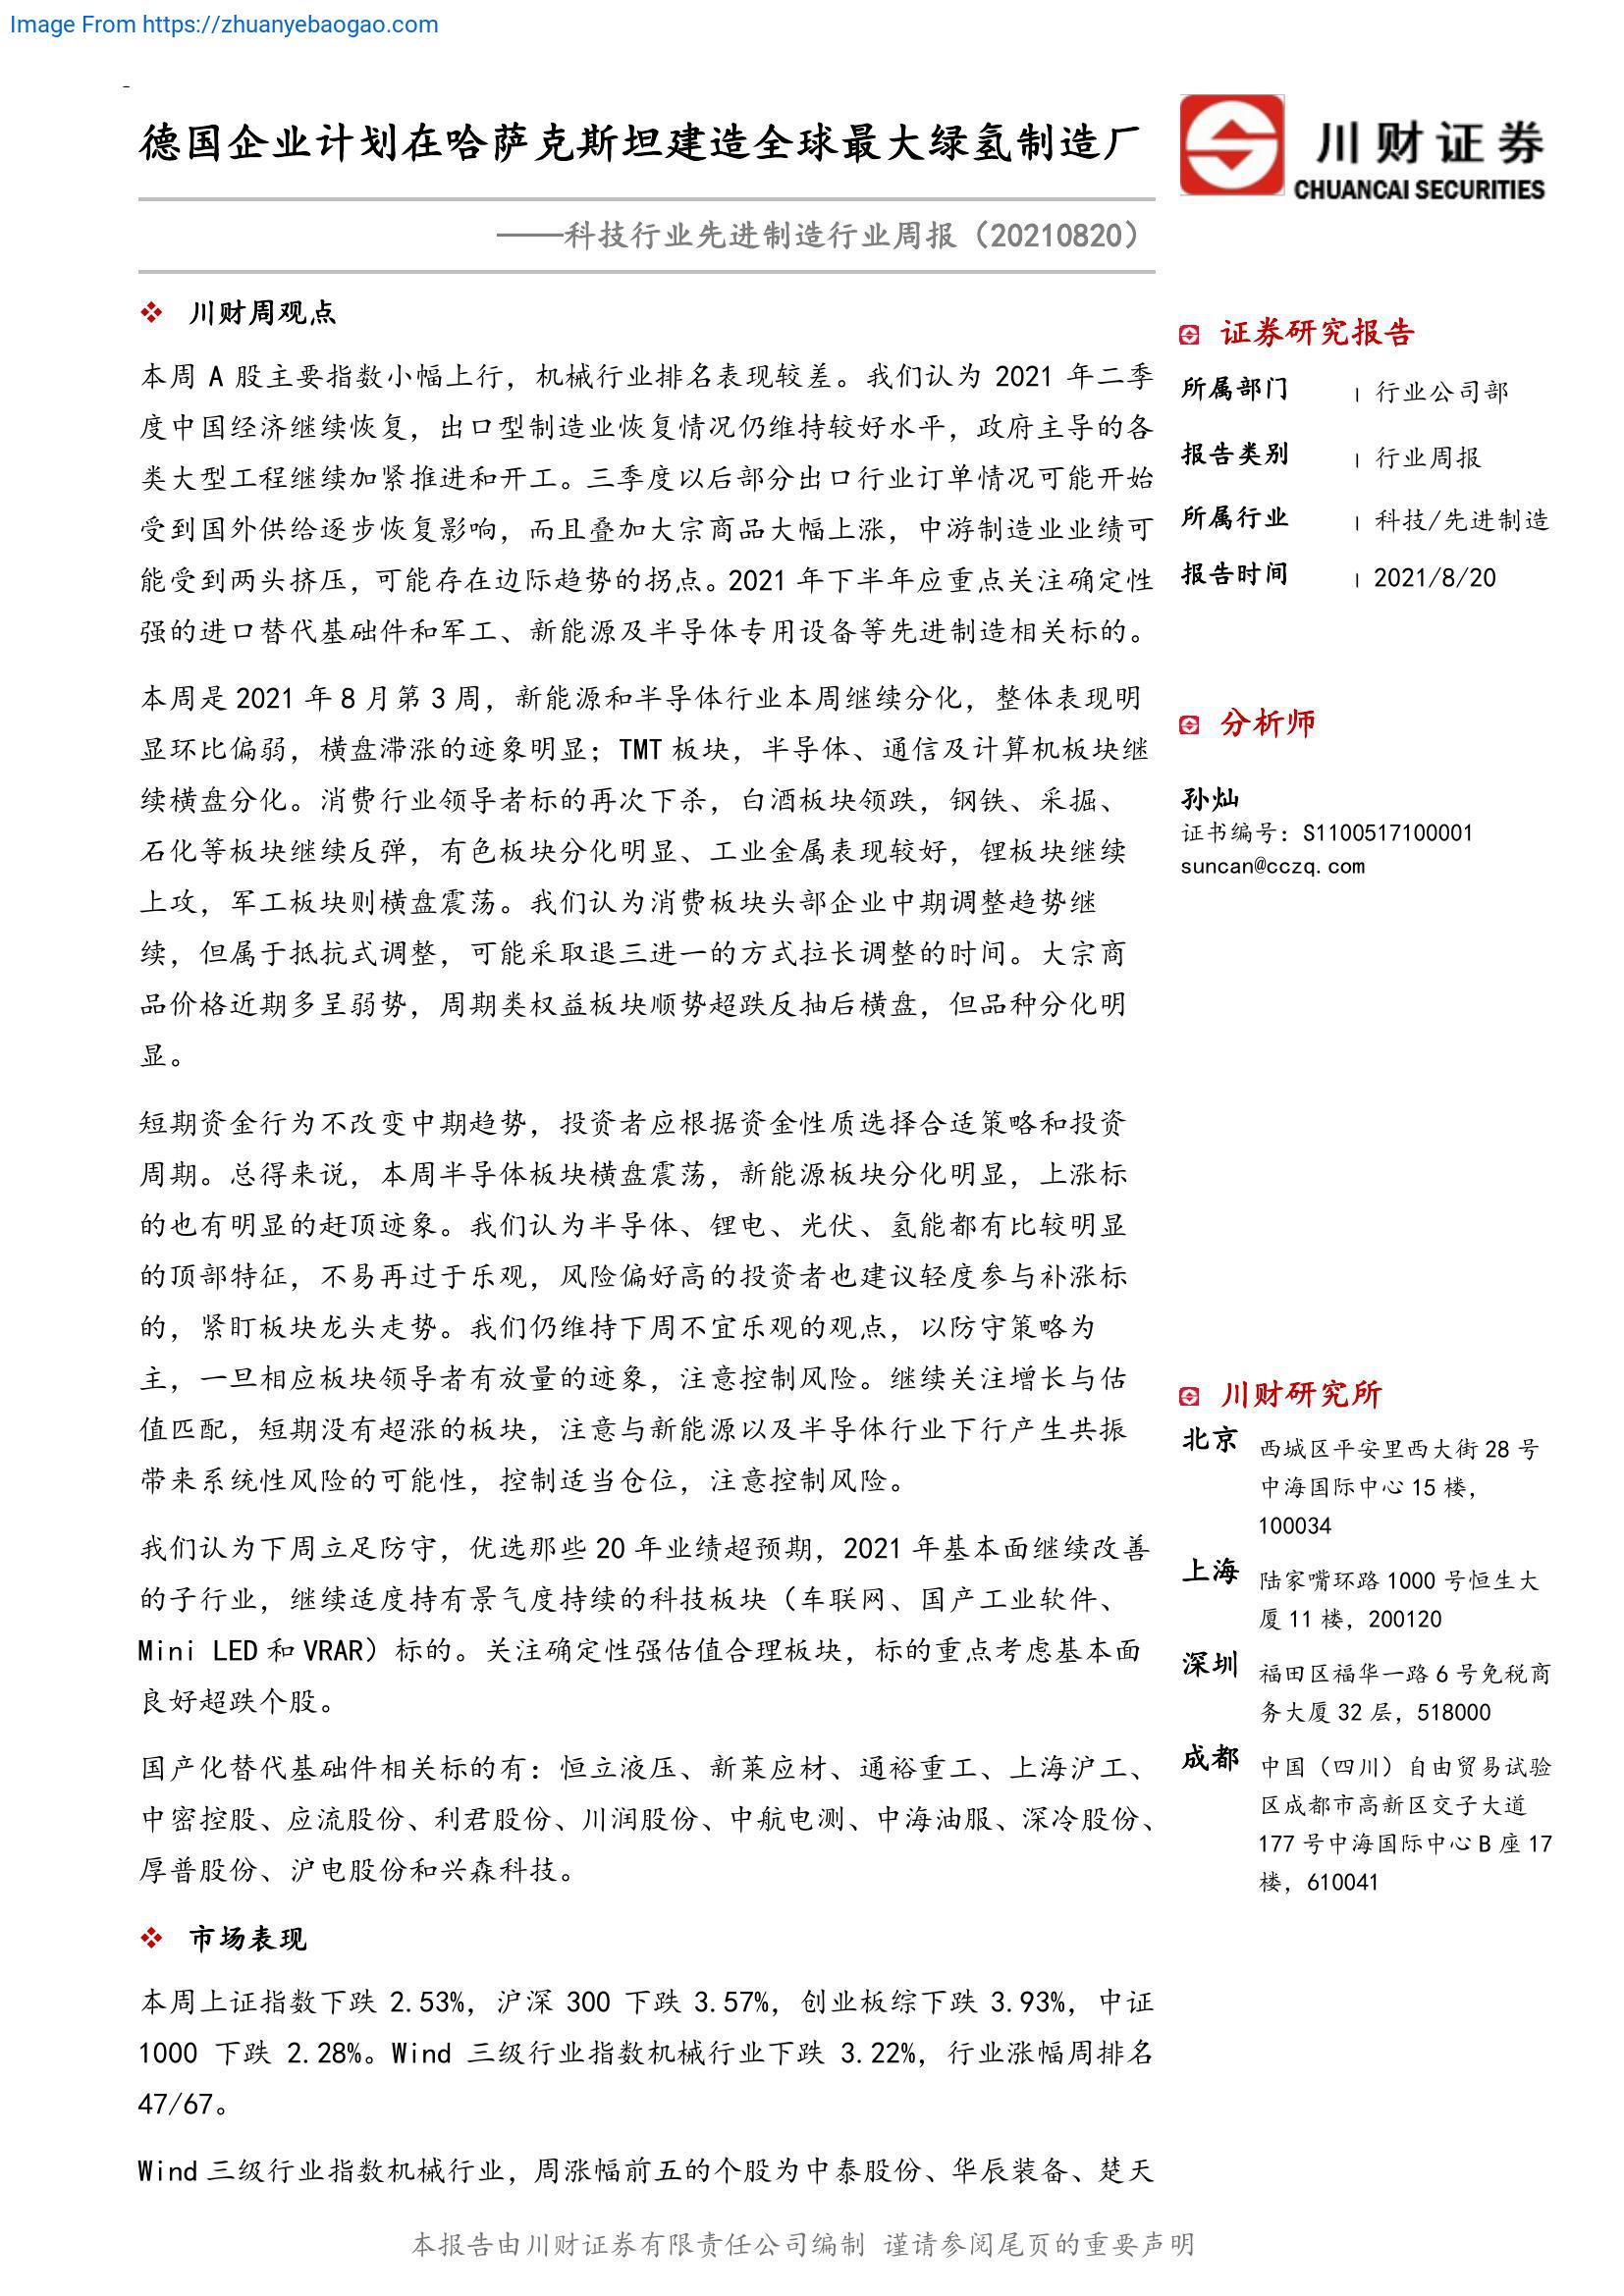 Image From https://zhuanyebaogao.com
德国企业计划在哈萨克斯坦建造全球最大绿氢制造厂
川财证券
CHUANCAI SECURITIES
——科技行业先进制造行业周报（20210820）
川财周观点
本周 A 股主要指数小幅上行，机械行业排名表现较差。我们认为 2021 年二季
度中国经济继续恢复，出口型制造业恢复情况仍维持较好水平，政府主导的各
类大型工程继续加紧推进和开工。三季度以后部分出口行业订单情况可能开始
受到国外供给逐步恢复影响，而且叠加大宗商品大幅上涨，中游制造业业绩可
能受到两头挤压，可能存在边际趋势的拐点。2021 年下半年应重点关注确定性
强的进口替代基础件和军工、新能源及半导体专用设备等先进制造相关标的。
本周是 2021 年 8 月第 3 周，新能源和半导体行业本周继续分化，整体表现明
显环比偏弱，横盘滞涨的迹象明显；TMT 板块，半导体、通信及计算机板块继
续横盘分化。消费行业领导者标的再次下杀，白酒板块领跌，钢铁、采掘、
石化等板块继续反弹，有色板块分化明显、工业金属表现较好，锂板块继续
上攻，军工板块则横盘震荡。我们认为消费板块头部企业中期调整趋势继
续，但属于抵抗式调整，可能采取退三进一的方式拉长调整的时间。大宗商
品价格近期多呈弱势，周期类权益板块顺势超跌反抽后横盘，但品种分化明
显。
短期资金行为不改变中期趋势，投资者应根据资金性质选择合适策略和投资
周期。总得来说，本周半导体板块横盘震荡，新能源板块分化明显，上涨标
的也有明显的赶顶迹象。我们认为半导体、锂电、光伏、氢能都有比较明显
的顶部特征，不易再过于乐观，风险偏好高的投资者也建议轻度参与补涨标
的，紧盯板块龙头走势。我们仍维持下周不宜乐观的观点，以防守策略为
主，一旦相应板块领导者有放量的迹象，注意控制风险。继续关注增长与估
值匹配，短期没有超涨的板块，注意与新能源以及半导体行业下行产生共振
带来系统性风险的可能性，控制适当仓位，注意控制风险。
我们认为下周立足防守，优选那些 20 年业绩超预期，2021 年基本面继续改善
的子行业，继续适度持有景气度持续的科技板块（车联网、国产工业软件、
Mini LED 和 VRAR）标的。关注确定性强估值合理板块，标的重点考虑基本面
良好超跌个股。
国产化替代基础件相关标的有：恒立液压、新莱应材、通裕重工、上海沪工、
中密控股、应流股份、利君股份、川润股份、中航电测、中海油服、深冷股份、
厚普股份、沪电股份和兴森科技。
市场表现
本周上证指数下跌 2.53%，沪深 300 下跌 3.57%，创业板综下跌 3.93%，中证
1000 下跌 2.28%。Wind 三级行业指数机械行业下跌 3.22%，行业涨幅周排名
47/67。
Wind 三级行业指数机械行业，周涨幅前五的个股为中泰股份、华辰装备、楚天
证券研究报告
所属部门 | 行业公司部
报告类别 | 行业周报
所属行业 | 科技/先进制造
报告时间 | 2021/8/20
分析师
孙灿
证书编号：S1100517100001
suncan@cczq.com
川财研究所
北京 西城区平安里西大街 28 号
中海国际中心 15 楼，
100034
上海 陆家嘴环路 1000 号恒生大
厦 11 楼，200120
深圳 福田区福华一路 6 号免税商
务大厦 32 层，518000
成都 中国（四川）自由贸易试验
区成都市高新区交子大道
177 号中海国际中心 B 座 17
楼，610041
本报告由川财证券有限责任公司编制 谨请参阅尾页的重要声明